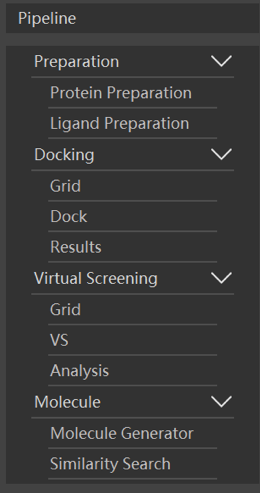 Pipeline
Preparation
Protein Preparation
Ligand Preparation
Docking
Grid
Dock
Results
Virtual Screening
Grid
VS
Analysis
Molecule
Molecule Generator
Similarity Search